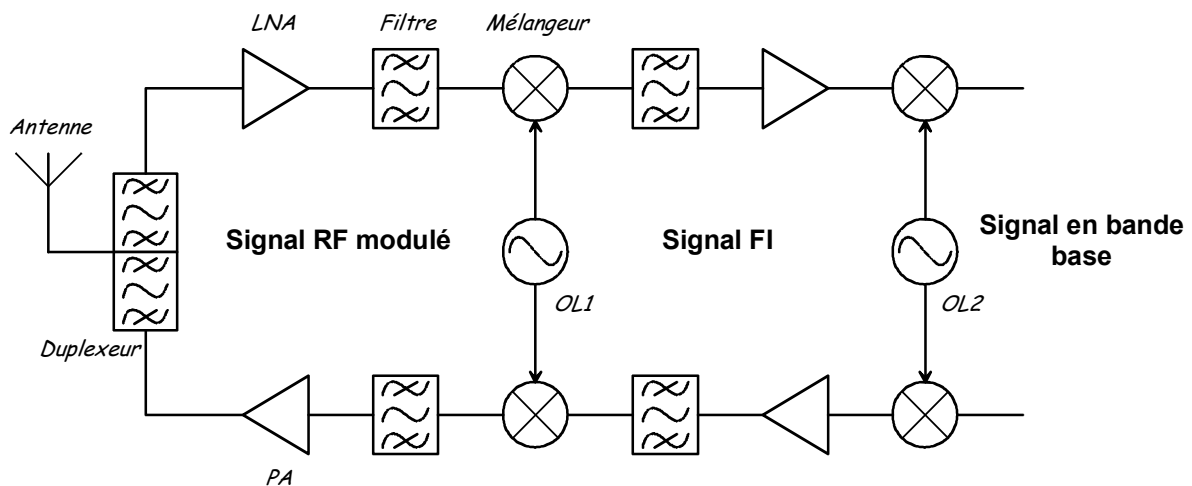 LNA
Filtre
Mélangeur
Antenne
Signal RF modulé
Signal FI
Signal en bande
base
OL1
OL2
Duplexeur
PA